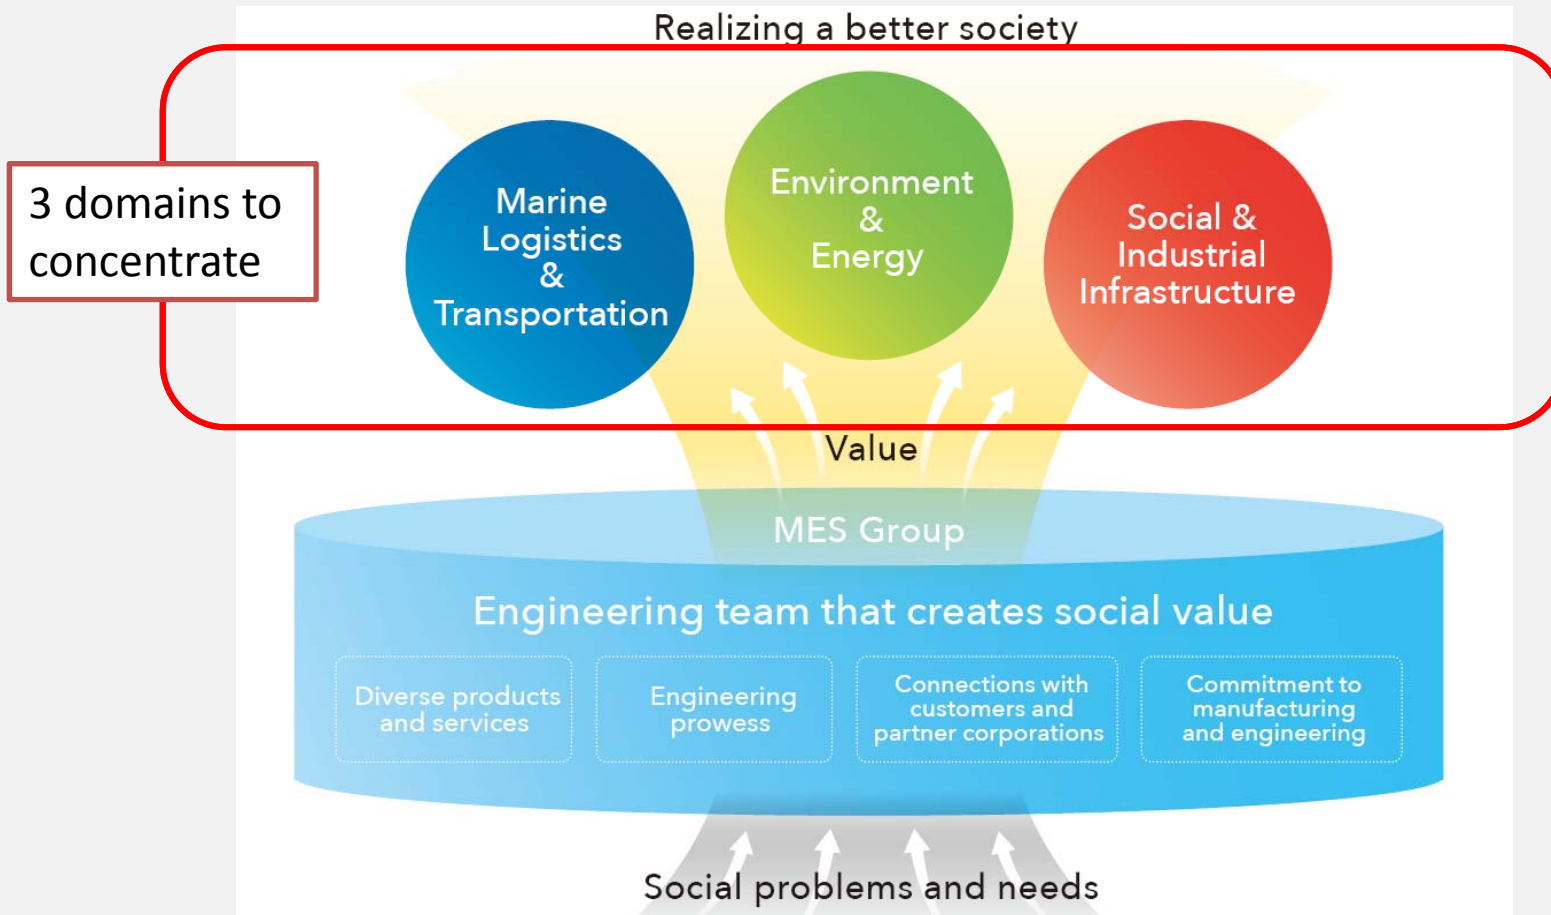 Realizing a better society
3 domains to
concentrate
Marine
Logistics
&
Transportation
Environment
&
Energy
Social &
Industrial
Infrastructure
Value
MES Group
Engineering team that creates social value
Diverse products
and services
Engineering
prowess
Connections with
customers and
partner corporations
Commitment to
manufacturing
and engineering
Social problems and needs